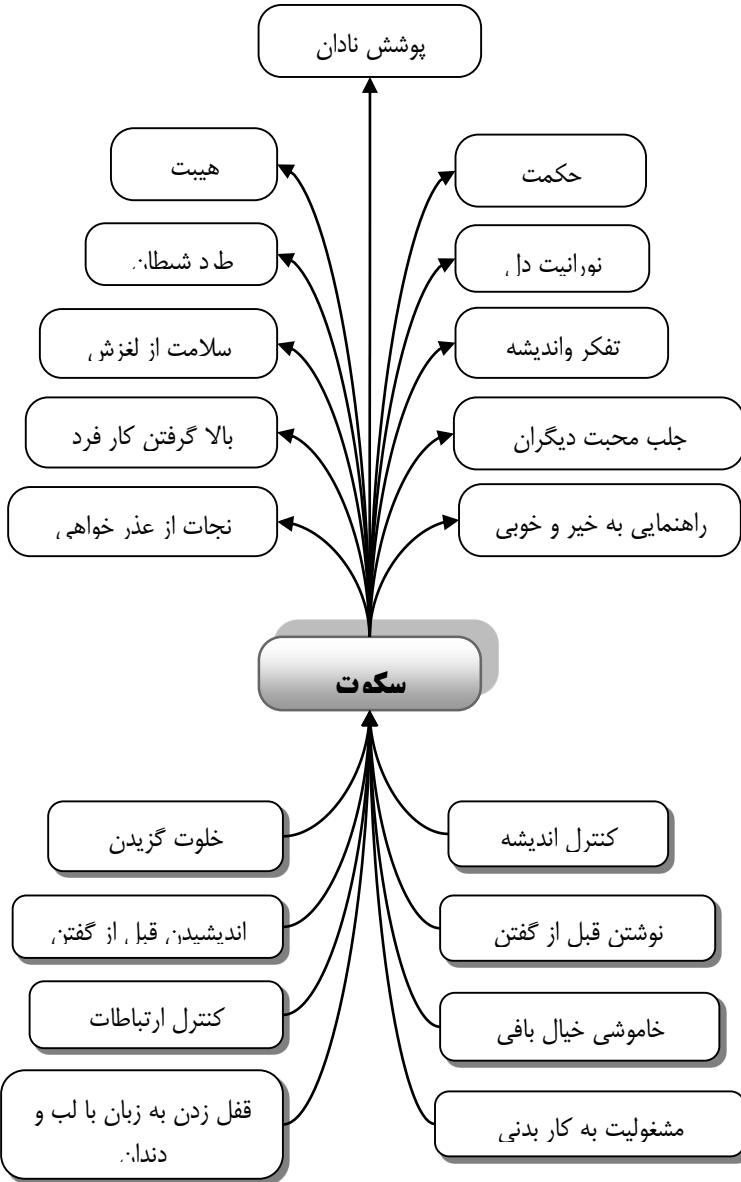 پوشش نادان
حکمت
هیبت
نورانیت دل
طرد شیطان
تفکر واندیشه
سلامت از لغزش
جلب محبت دیگران
بالا گرفتن کار فرد
راهنمایی به خیر و خوبی
نجات از عذر خواهی
سکوت
کنترل اندیشه
خلوت گزیدن
نوشتن قبل از گفتن
اندیشیدن قبل از گفتن
خاموشی خیال بافی
کنترل ارتباطات
مشغولیت به کار بدنی
قفل زدن به زبان با لب و
دندان